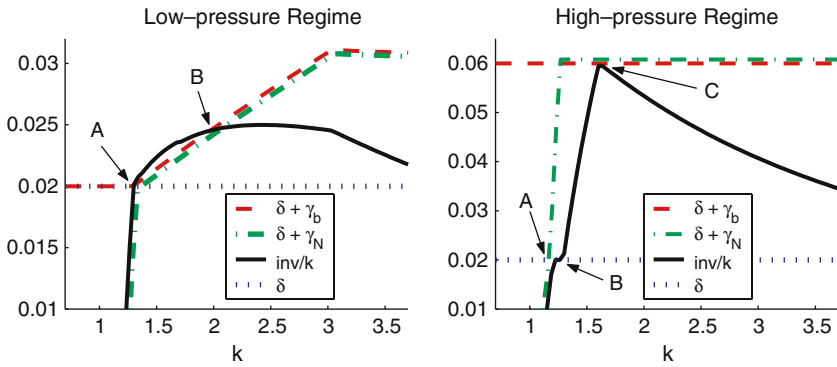 Low–pressure Regime
0.03
0.025
0.02
0.015
0.01
A
B
δ + γb
δ + γN
inv/k
δ
1
1.5
2
2.5
3
3.5
k
High–pressure Regime
0.06
0.05
0.04
0.03
0.02
0.01
C
A
B
δ + γb
δ + γN
inv/k
δ
1
1.5
2
2.5
3
3.5
k